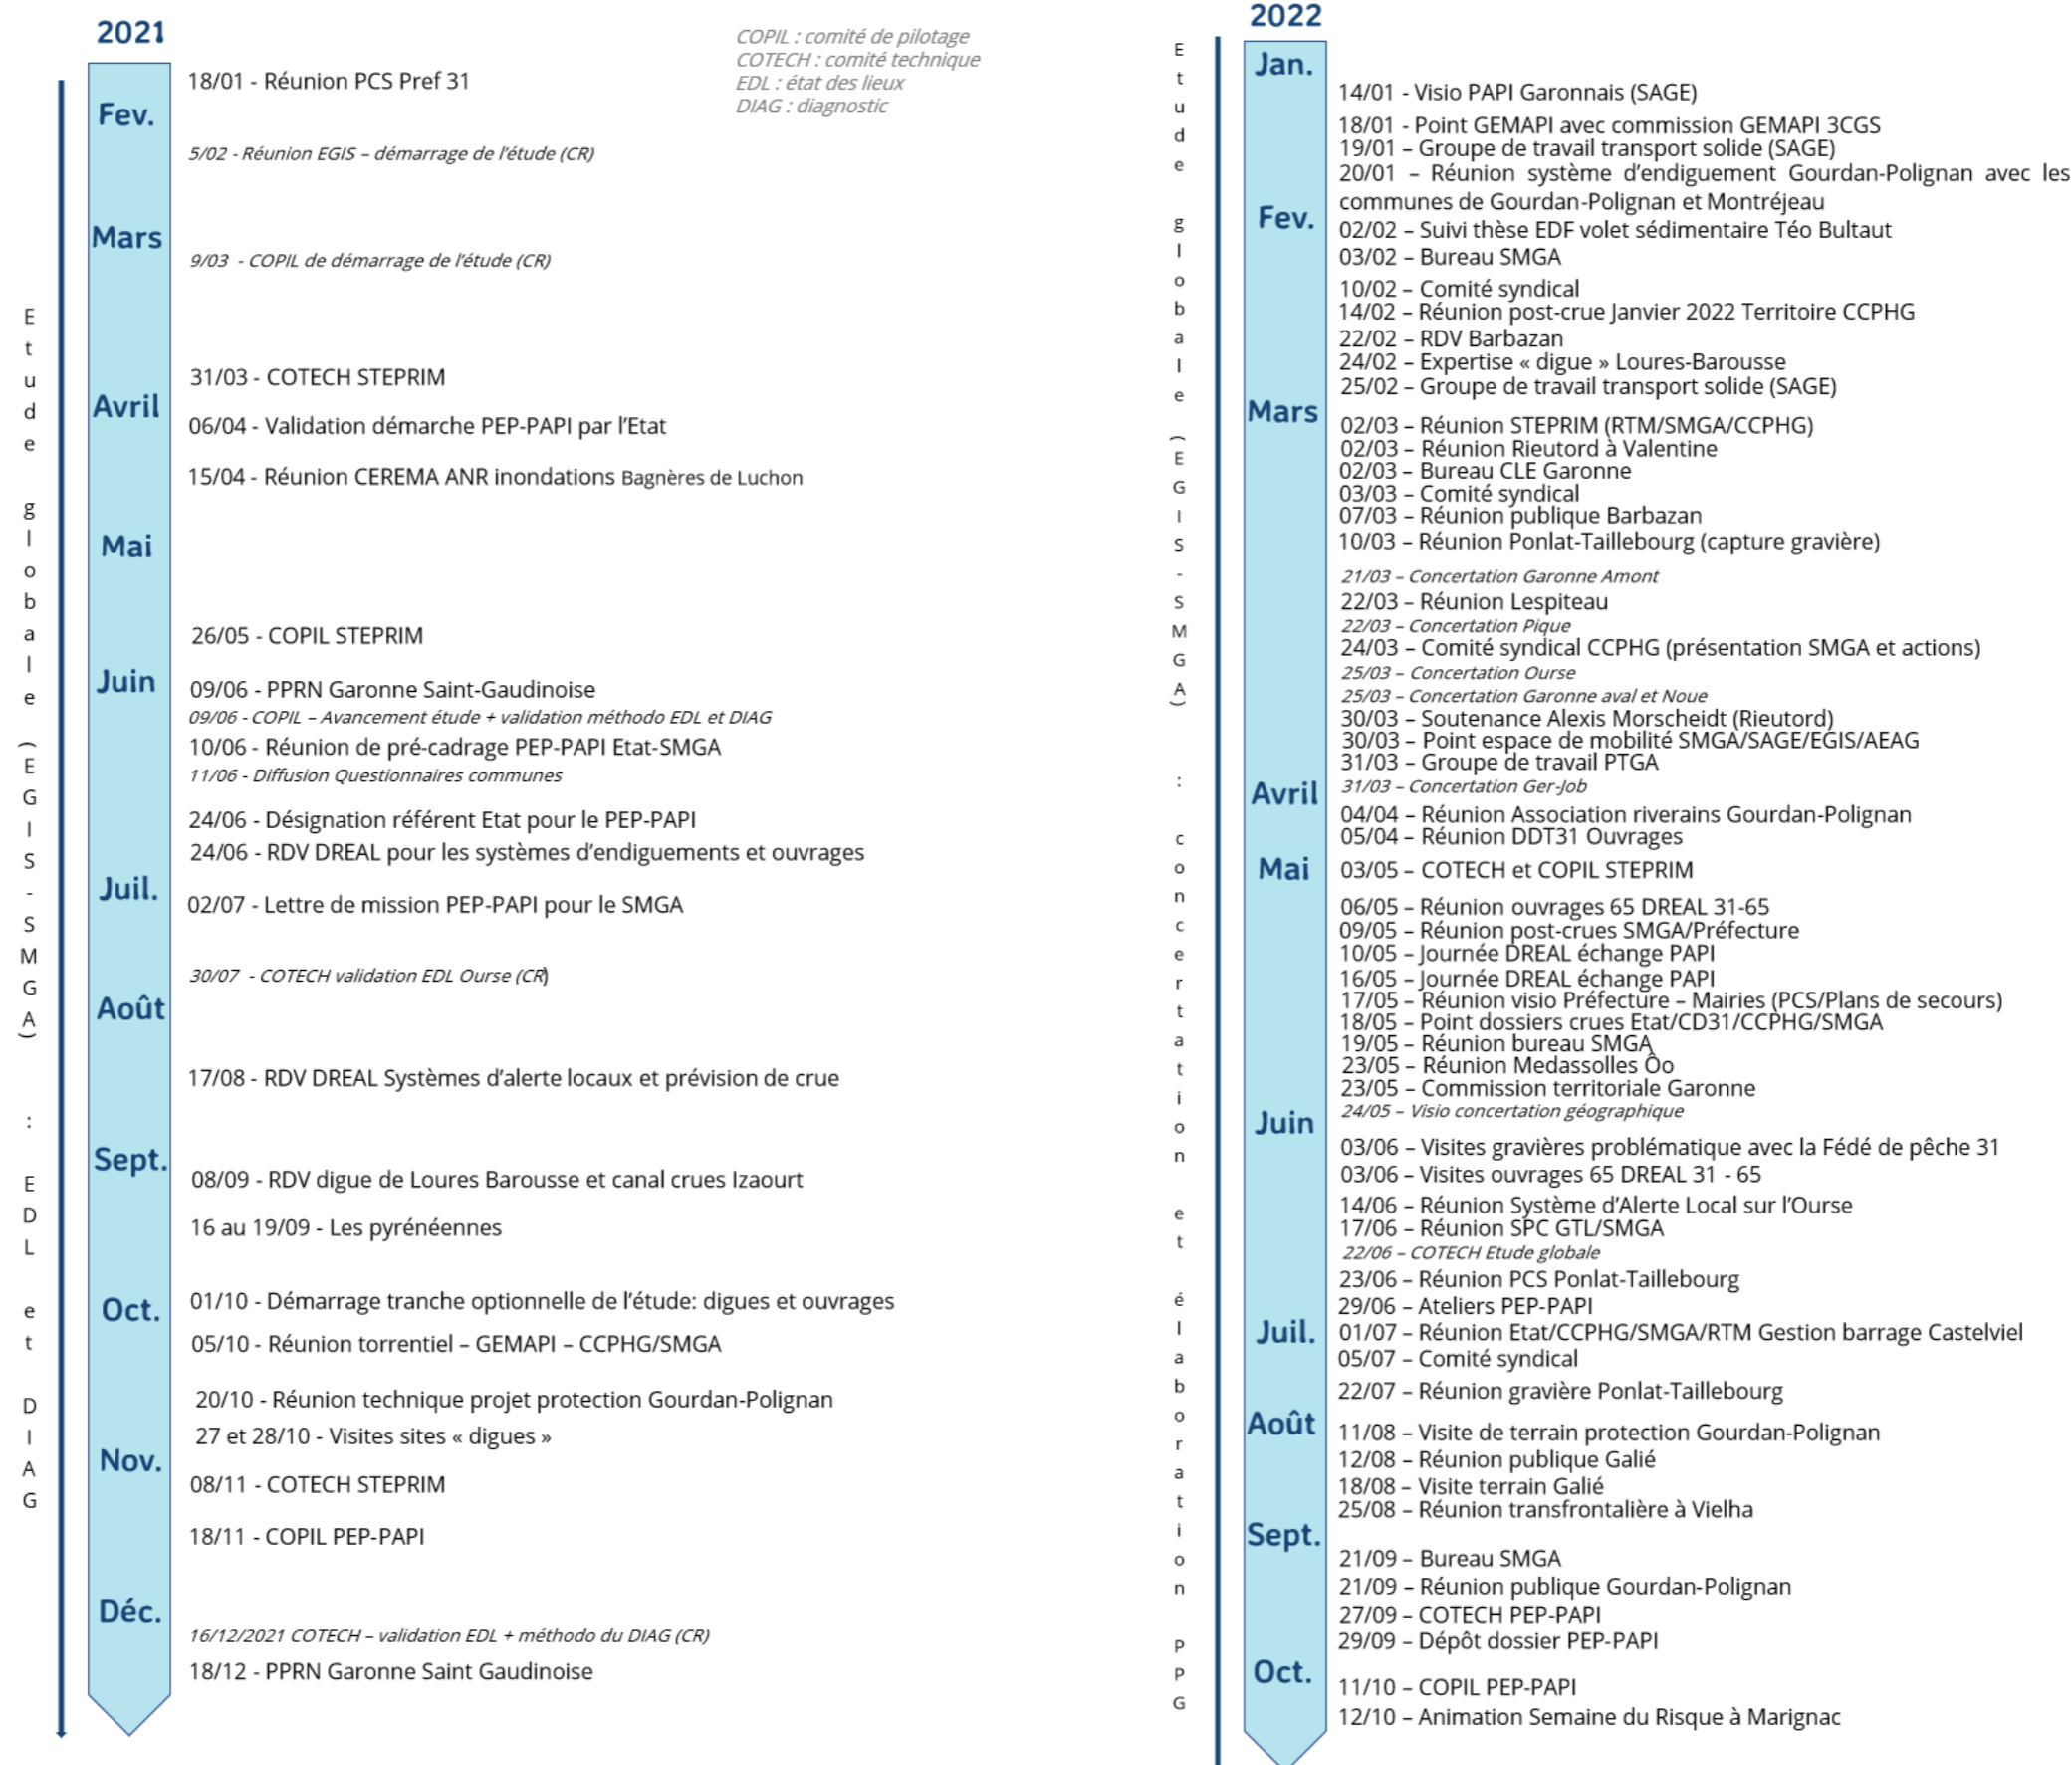 2021
COPIL : comité de pilotage
COTECH : comité technique
EDL : état des lieux
DIAG : diagnostic
Etude globale (EGIS-SMGA) : EDL et DIAG
18/01 - Réunion PCS Pref 31
Fev.
5/02 - Réunion EGIS – démarrage de l'étude (CR)
Mars
9/03 - COPIL de démarrage de l'étude (CR)
31/03 - COTECH STEPRIM
Avril
06/04 - Validation démarche PEP-PAPI par l'Etat
15/04 - Réunion CEREMA ANR inondations Bagnères de Luchon
Mai
26/05 - COPIL STEPRIM
Juin
09/06 - PPRN Garonne Saint-Gaudinoise
09/06 - COPIL – Avancement étude + validation méthodo EDL et DIAG
10/06 - Réunion de pré-cadrage PEP-PAPI Etat-SMGA
11/06 - Diffusion Questionnaires communes
24/06 - Désignation référent Etat pour le PEP-PAPI
24/06 - RDV DREAL pour les systèmes d'endiguements et ouvrages
Juil.
02/07 - Lettre de mission PEP-PAPI pour le SMGA
30/07 - COTECH validation EDL Ourse (CR)
Août
17/08 - RDV DREAL Systèmes d'alerte locaux et prévision de crue
Sept.
08/09 - RDV digue de Loures Barousse et canal crues Izaourt
16 au 19/09 - Les pyrénéennes
Oct.
01/10 - Démarrage tranche optionnelle de l'étude: digues et ouvrages
05/10 - Réunion torrentiel – GEMAPI – CCPHG/SMGA
20/10 - Réunion technique projet protection Gourdan-Polignan
27 et 28/10 - Visites sites « digues »
Nov.
08/11 - COTECH STEPRIM
18/11 - COPIL PEP-PAPI
Déc.
16/12/2021 COTECH – validation EDL + méthodo du DIAG (CR)
18/12 - PPRN Garonne Saint Gaudinoise
2022
Etude globale (EGIS-SMGA) : concertation et élaboration PPG
Jan.
14/01 - Visio PAPI Garonnais (SAGE)
18/01 - Point GEMAPI avec commission GEMAPI 3CGS
19/01 – Groupe de travail transport solide (SAGE)
20/01 – Réunion système d'endiguement Gourdan-Polignan avec les
communes de Gourdan-Polignan et Montréjeau
Fev.
02/02 – Suivi thèse EDF volet sédimentaire Téo Bultaut
03/02 – Bureau SMGA
10/02 – Comité syndical
14/02 – Réunion post-crue Janvier 2022 Territoire CCPHG
22/02 – RDV Barbazan
24/02 – Expertise « digue » Loures-Barousse
25/02 – Groupe de travail transport solide (SAGE)
Mars
02/03 – Réunion STEPRIM (RTM/SMGA/CCPHG)
02/03 – Réunion Rieutord à Valentine
02/03 – Bureau CLE Garonne
03/03 – Comité syndical
07/03 – Réunion publique Barbazan
10/03 – Réunion Ponlat-Taillebourg (capture gravière)
21/03 – Concertation Garonne Amont
22/03 – Réunion Lespiteau
22/03 – Concertation Pique
24/03 – Comité syndical CCPHG (présentation SMGA et actions)
25/03 – Concertation Ourse
25/03 – Concertation Garonne aval et Noue
30/03 – Soutenance Alexis Morscheidt (Rieutord)
30/03 – Point espace de mobilité SMGA/SAGE/EGIS/AEAG
31/03 – Groupe de travail PTGA
31/03 – Concertation Ger-Job
Avril
04/04 – Réunion Association riverains Gourdan-Polignan
05/04 – Réunion DDT31 Ouvrages
Mai
03/05 – COTECH et COPIL STEPRIM
06/05 – Réunion ouvrages 65 DREAL 31-65
09/05 – Réunion post-crues SMGA/Préfecture
10/05 – Journée DREAL échange PAPI
16/05 – Journée DREAL échange PAPI
17/05 – Réunion visio Préfecture – Mairies (PCS/Plans de secours)
18/05 – Point dossiers crues Etat/CD31/CCPHG/SMGA
19/05 – Réunion bureau SMGA
23/05 – Réunion Medassolles Ôo
23/05 – Commission territoriale Garonne
24/05 – Visio concertation géographique
Juin
03/06 – Visites gravières problématique avec la Fédé de pêche 31
03/06 – Visites ouvrages 65 DREAL 31 - 65
14/06 – Réunion Système d'Alerte Local sur l'Ourse
17/06 – Réunion SPC GTL/SMGA
22/06 – COTECH Etude globale
23/06 – Réunion PCS Ponlat-Taillebourg
29/06 – Ateliers PEP-PAPI
Juil.
01/07 – Réunion Etat/CCPHG/SMGA/RTM Gestion barrage Castelviel
05/07 – Comité syndical
22/07 – Réunion gravière Ponlat-Taillebourg
Août
11/08 – Visite de terrain protection Gourdan-Polignan
12/08 – Réunion publique Galié
18/08 – Visite terrain Galié
25/08 – Réunion transfrontalière à Vielha
Sept.
21/09 – Bureau SMGA
21/09 – Réunion publique Gourdan-Polignan
27/09 – COTECH PEP-PAPI
29/09 – Dépôt dossier PEP-PAPI
Oct.
11/10 – COPIL PEP-PAPI
12/10 – Animation Semaine du Risque à Marignac